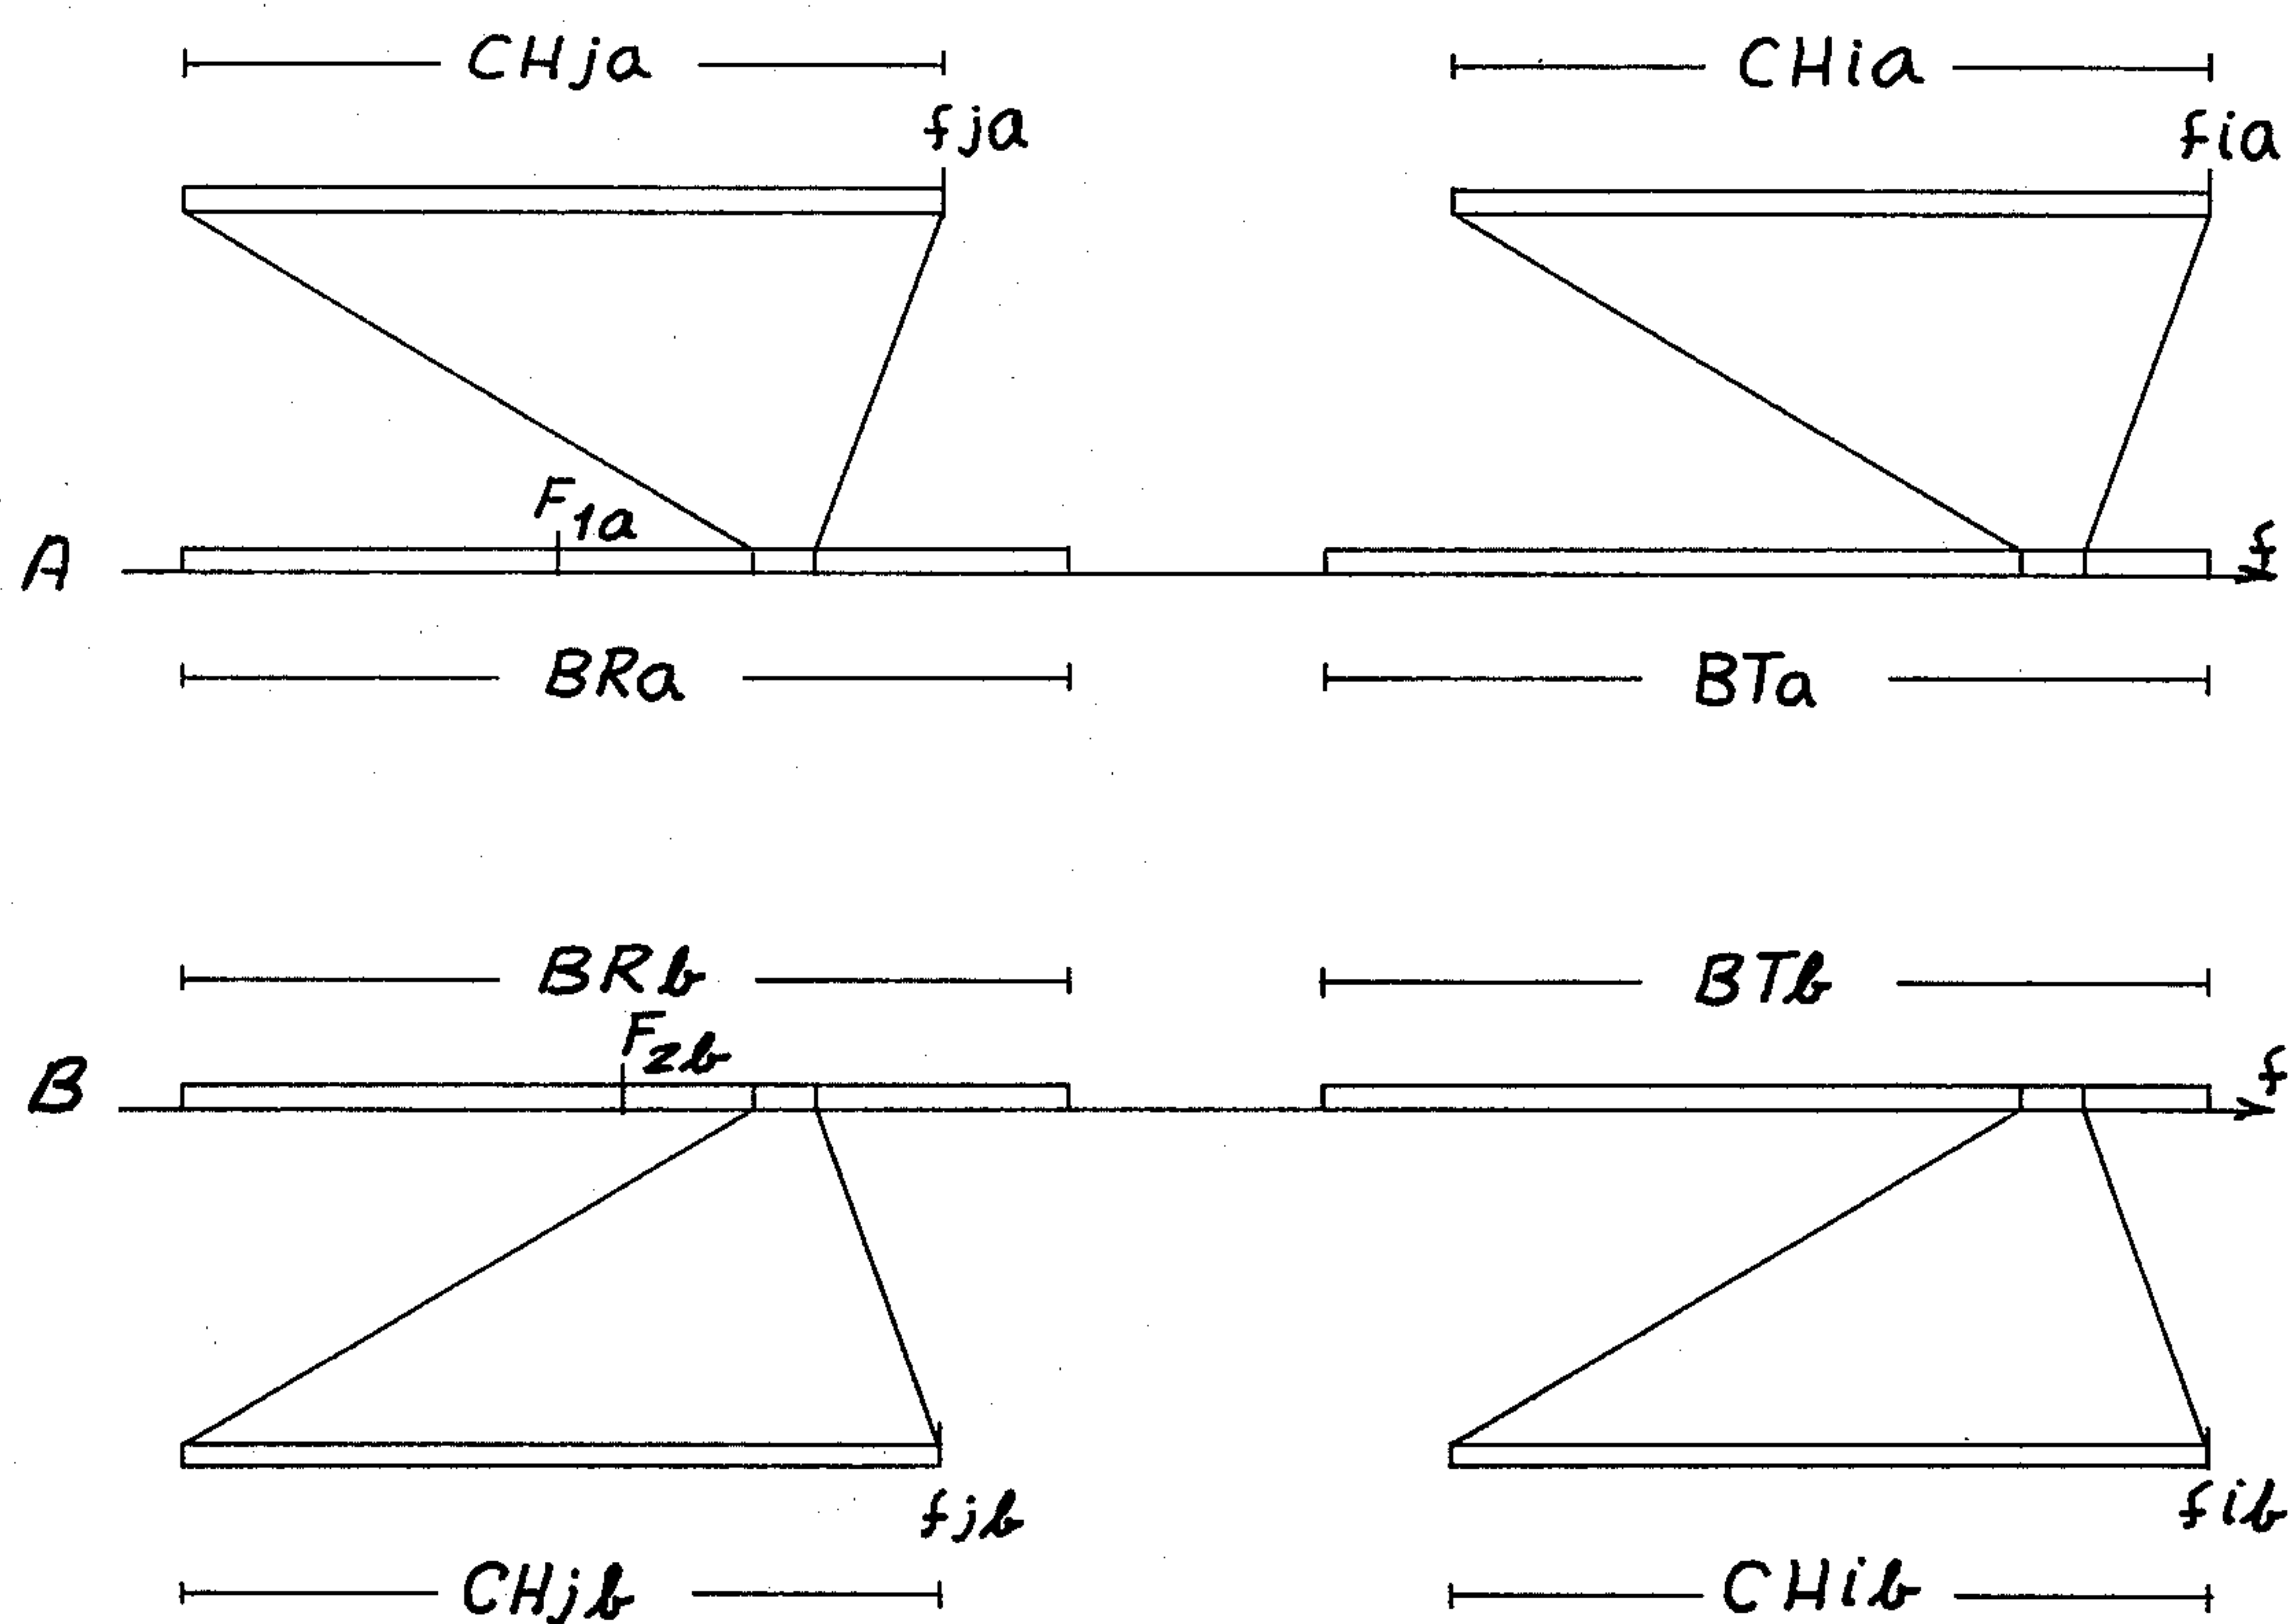 CHja CHia
fja fia
F1a
A f
BRa BTa
BRb BTb
F2b
B f
fjb fib
CHjb CHib